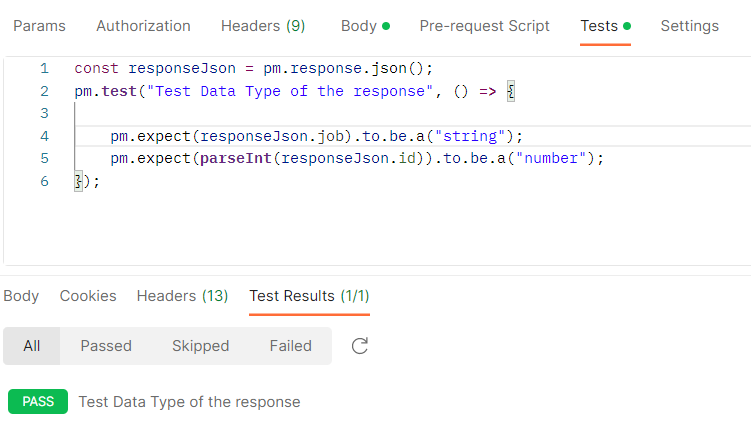 Params Authorization Headers (9) Body Pre-request Script Tests Settings
1 const responseJson = pm.response.json();
2 pm.test("Test Data Type of the response", () => {
3
4 pm.expect(responseJson.job).to.be.a("string");
5 pm.expect(parseInt(responseJson.id)).to.be.a("number");
6 });
Body Cookies Headers (13) Test Results (1/1)
All Passed Skipped Failed
PASS Test Data Type of the response